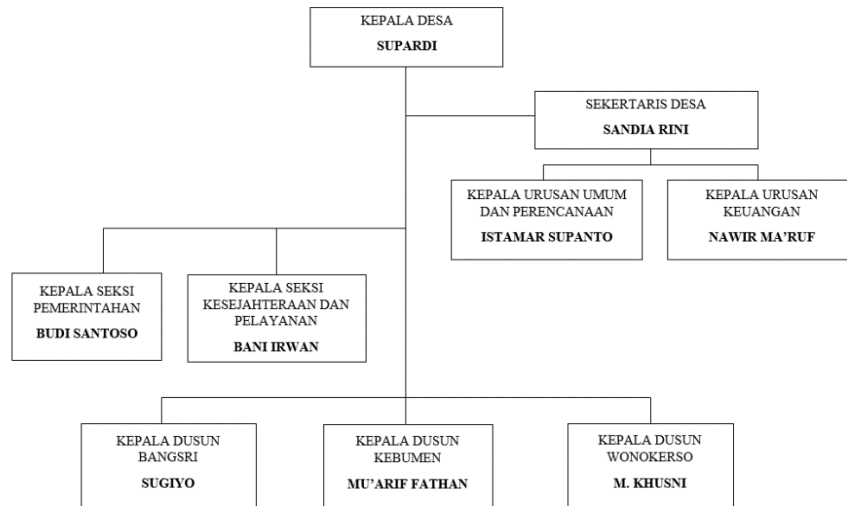 KEPALA DESA
SUPARDI
SEKERTARIS DESA
SANDIA RINI
KEPALA URUSAN UMUM
DAN PERENCANAAN
ISTAMAR SUPANTO
KEPALA URUSAN
KEUANGAN
NAWIR MA’RUF
KEPALA SEKSI
PEMERINTAHAN
BUDI SANTOSO
KEPALA SEKSI
KESEJAHTERAAN DAN
PELAYANAN
BANI IRWAN
KEPALA DUSUN
BANGSRI
SUGIYO
KEPALA DUSUN
KEBUMEN
MU’ARIF FATHAN
KEPALA DUSUN
WONOKERSO
M. KHUSNI